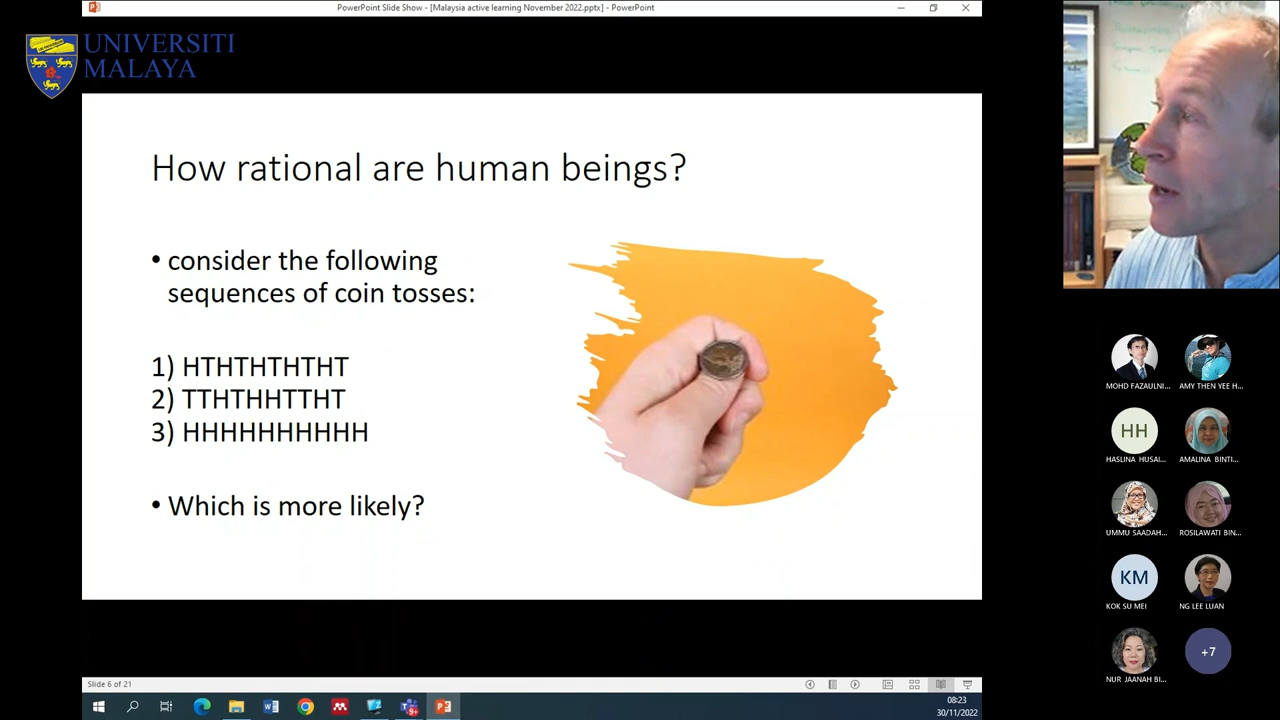 PowerPoint Slide Show - [Malaysia active learning November 2022.pptx] - PowerPoint
UNIVERSITI
MALAYA
How rational are human beings?
• consider the following
sequences of coin tosses:
1) HTHTHTHTHT
2) TTHTHHTTHT
3) HHHHHHHHHH
• Which is more likely?
MOHD FAZAULNI...
AMY THEN YEE H...
HH
HASLINA HUSAI...
AMALINA BINTI...
UMMU SAADAH...
ROSILAWATI BIN...
KM
KOK SU MEI
NG LEE LUAN
NUR JAANAH BI...
+7
Slide 6 of 21
9+
08:23
30/11/2022